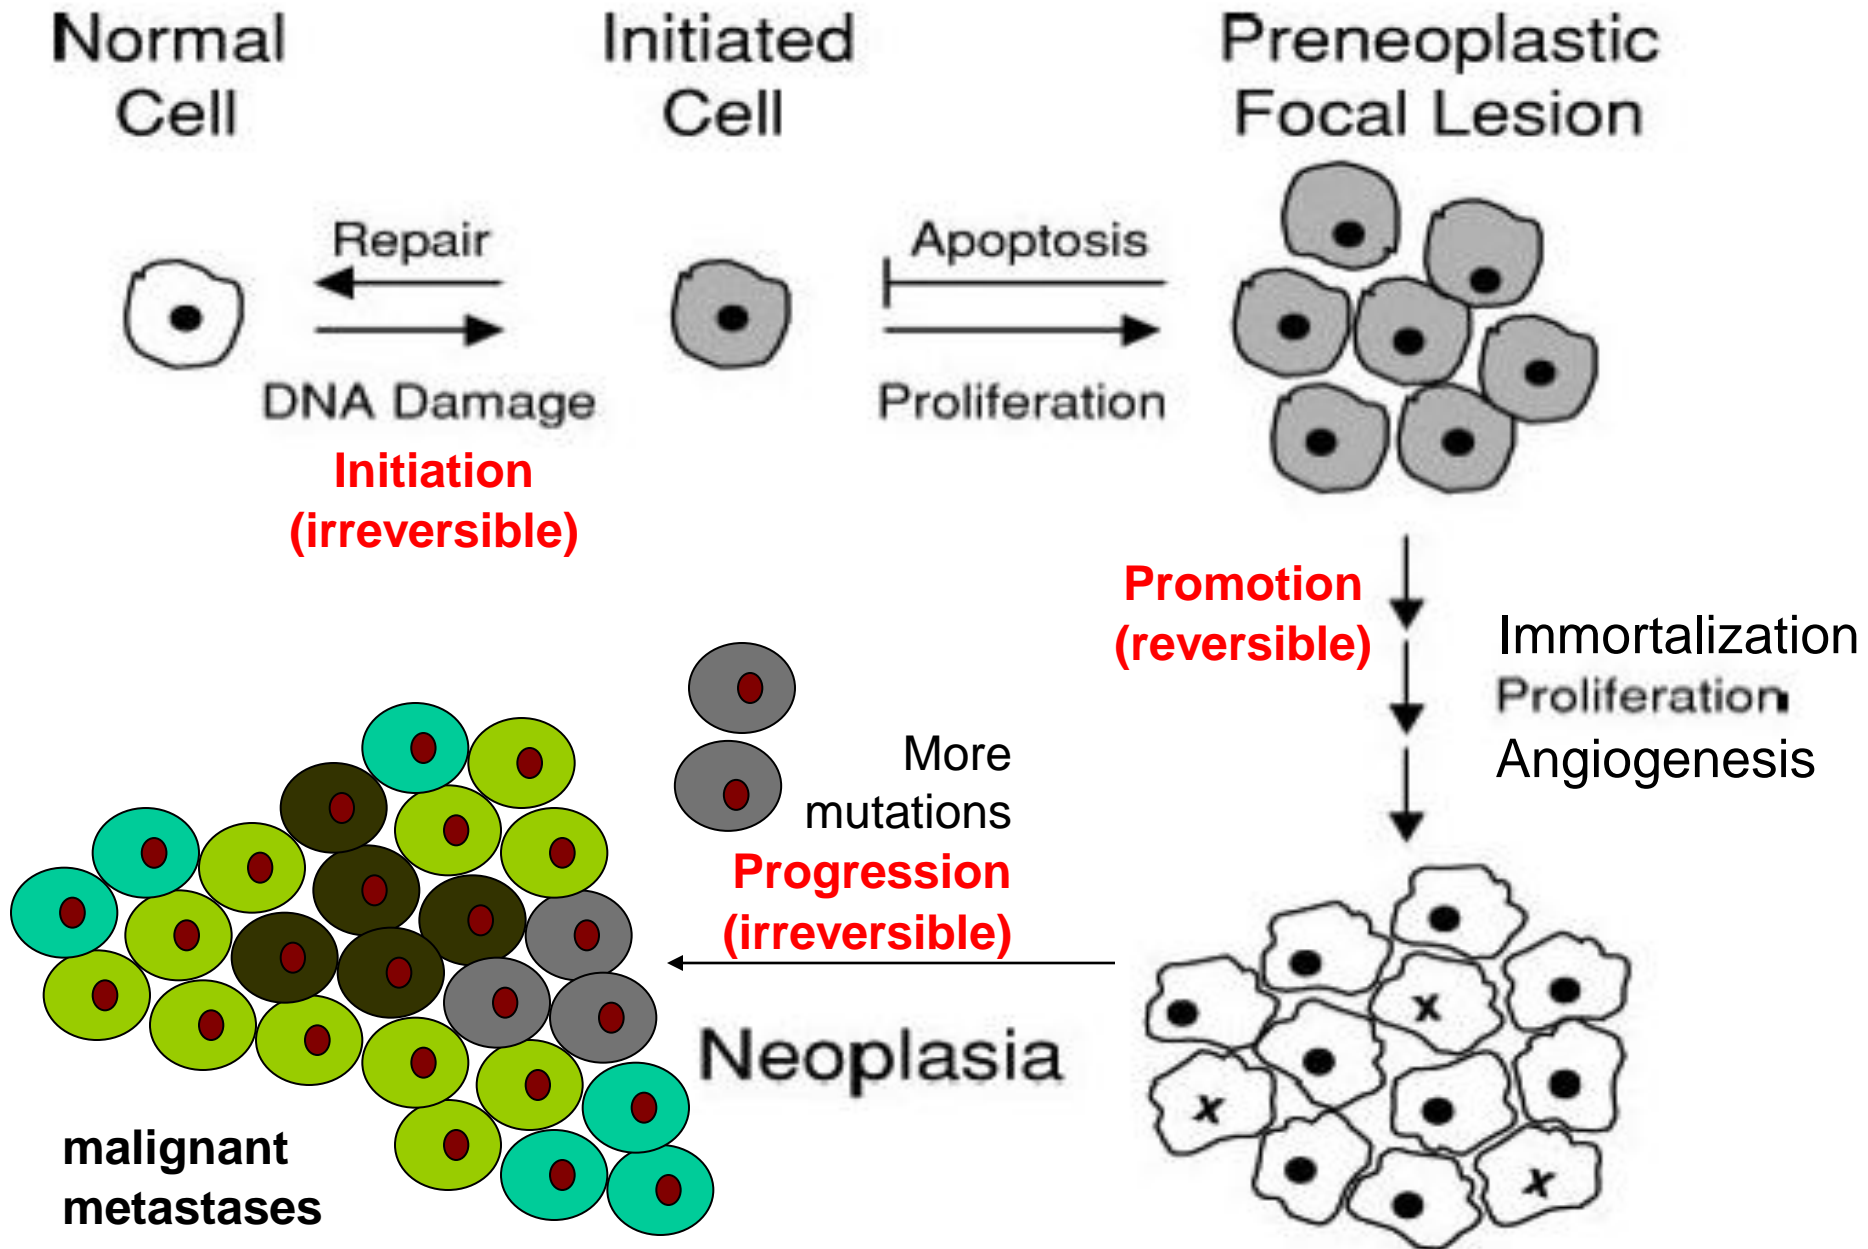 Normal
Cell
Initiated
Cell
Preneoplastic
Focal Lesion
Repair
DNA Damage
Initiation
(irreversible)
Apoptosis
Proliferation
Promotion
(reversible)
Immortalization
Proliferation
Angiogenesis
More
mutations
Progression
(irreversible)
Neoplasia
x
x
x
malignant
metastases